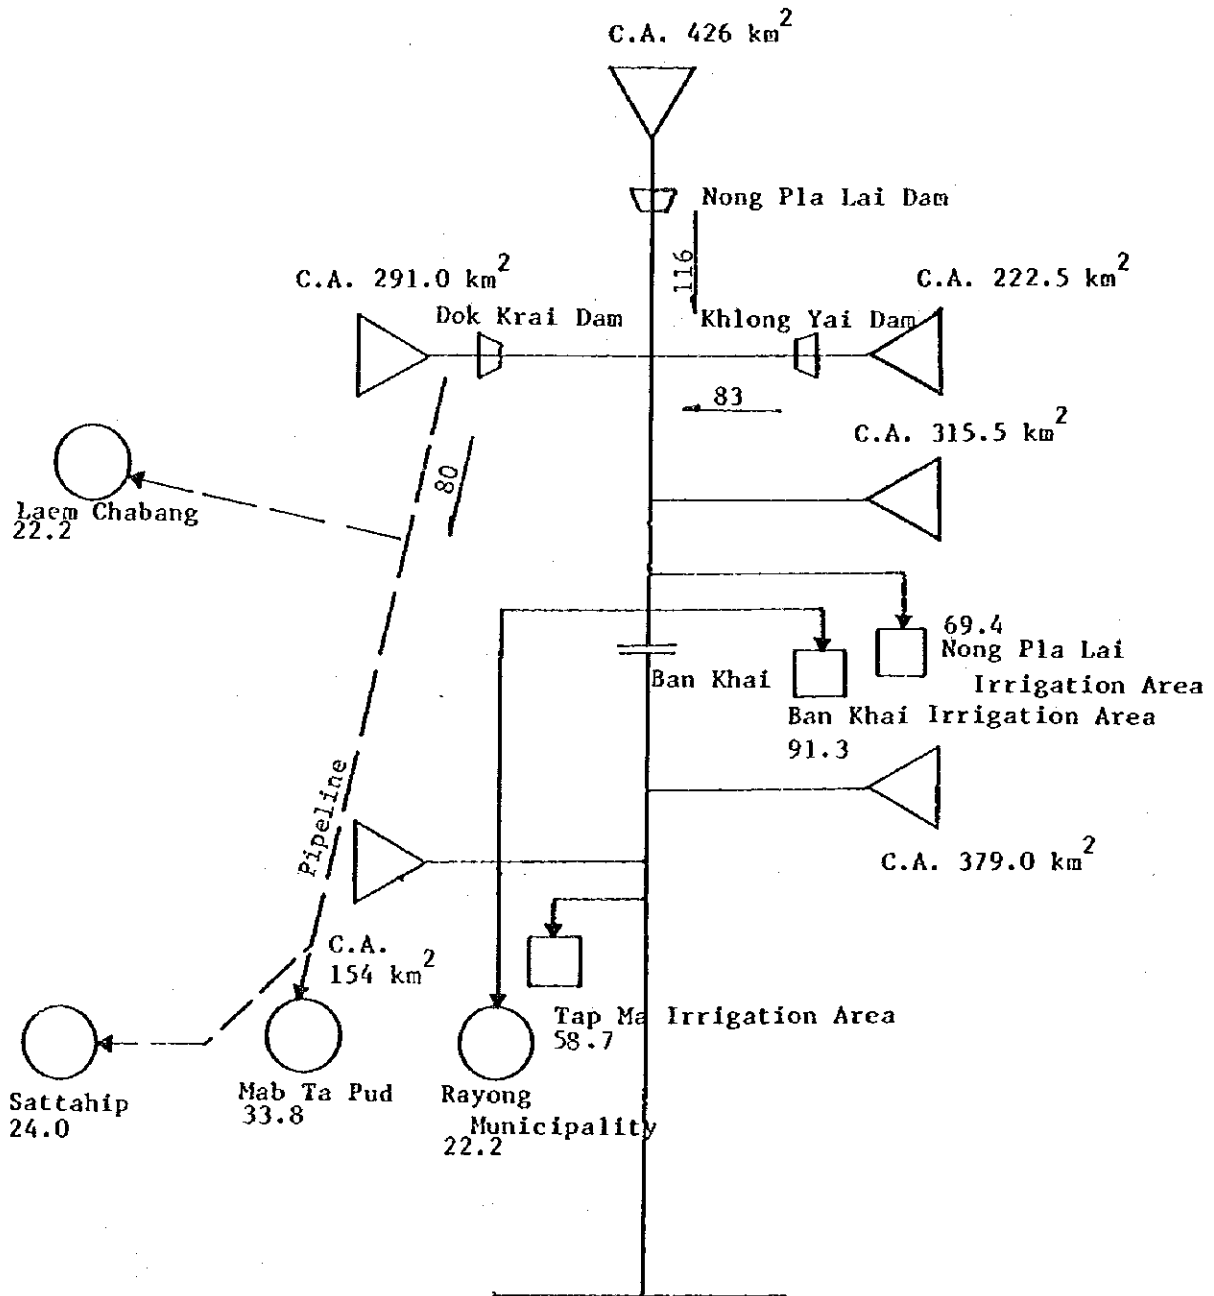 C.A. 426 km²
Nong Pla Lai Dam
116
C.A. 291.0 km²
C.A. 222.5 km²
Dok Krai Dam
Khlong Yai Dam
83
C.A. 315.5 km²
80
Laem Chabang
22.2
69.4
Nong Pla Lai
Irrigation Area
Ban Khai
Ban Khai Irrigation Area
91.3
Pipeline
C.A. 379.0 km²
C.A.
154 km²
Tap Ma Irrigation Area
58.7
Sattahip
24.0
Mab Ta Pud
33.8
Rayong
Municipality
22.2